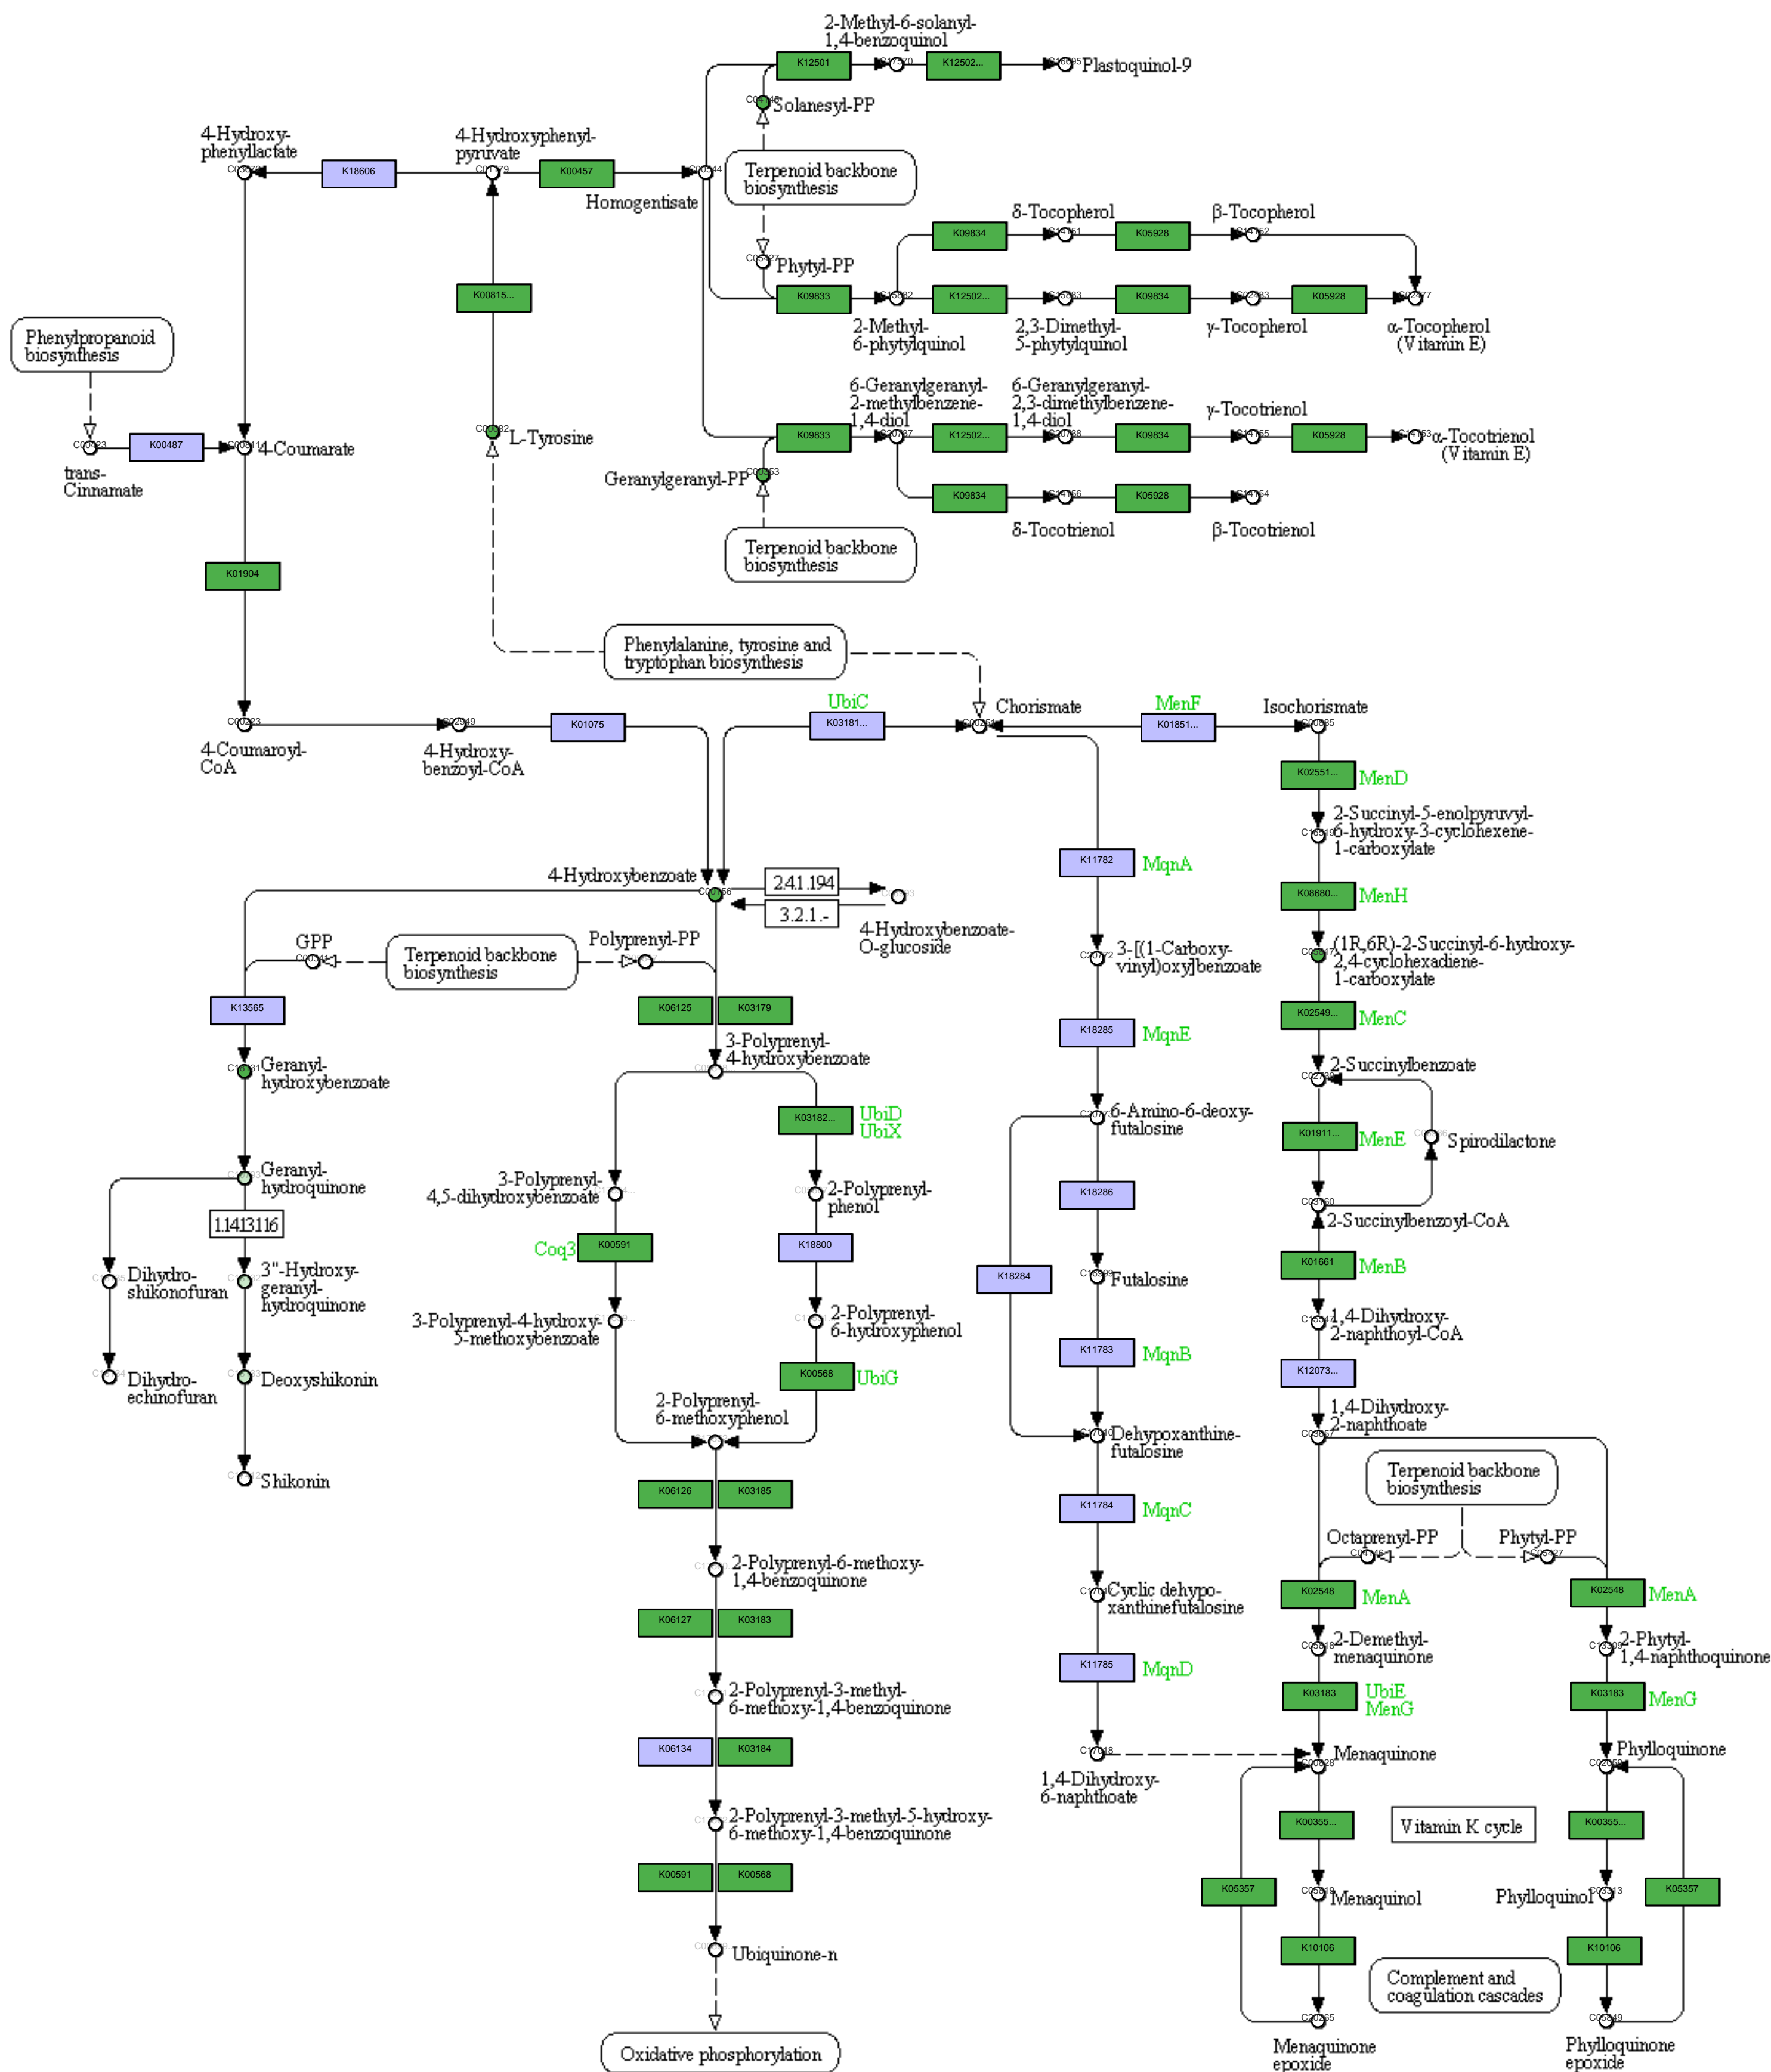 2-Methyl-6-solanyl-
1,4-benzoquinol
K12501
K12502...
Plastoquinol-9
Solanesyl-PP
4-Hydroxy-
phenyllactate
K18606
4-Hydroxyphenyl-
pyruvate
K00457
Homogentisate
Terpenoid backbone
biosynthesis
Phytyl-PP
δ-Tocopherol
β-Tocopherol
K09834
K05928
K00815...
K09833
K12502...
K09834
K05928
2-Methyl-
6-phytylquinol
2,3-Dimethyl-
5-phytylquinol
γ-Tocopherol
α-Tocopherol
(Vitamin E)
Phenylpropanoid
biosynthesis
6-Geranylgeranyl-
2-methylbenzene-
1,4-diol
6-Geranylgeranyl-
2,3-dimethylbenzene-
1,4-diol
γ-Tocotrienol
K00487
4-Coumarate
L-Tyrosine
K09833
K12502...
K09834
K05928
α-Tocotrienol
(Vitamin E)
trans-
Cinnamate
Geranylgeranyl-PP
K09834
K05928
δ-Tocotrienol
β-Tocotrienol
Terpenoid backbone
biosynthesis
K01904
Phenylalanine, tyrosine and
tryptophan biosynthesis
UbiC
Chorismate
MenF
Isochorismate
K01075
K03181...
K01851...
4-Coumaroyl-
CoA
4-Hydroxy-
benzoyl-CoA
K02551...
MenD
2-Succinyl-5-enolpyruvyl-
6-hydroxy-3-cyclohexene-
1-carboxylate
K11782
MqnA
4-Hydroxybenzoate
2.4.1.194
3.2.1.-
4-Hydroxybenzoate-
O-glucoside
K08680...
MenH
GPP
Terpenoid backbone
biosynthesis
Polyprenyl-PP
3-[(1-Carboxy-
vinyl)oxy]benzoate
C20772
(1R,6R)-2-Succinyl-6-hydroxy-
2,4-cyclohexadiene-
1-carboxylate
K13565
K06125
K03179
K18285
MqnE
K02549...
MenC
3-Polyprenyl-
4-hydroxybenzoate
Geranyl-
hydroxybenzoate
2-Succinylbenzoate
K03182...
UbiD
UbiX
6-Amino-6-deoxy-
futalosine
K01911...
MenE
Spirodilactone
Geranyl-
hydroquinone
3-Polyprenyl-
4,5-dihydroxybenzoate
2-Polyprenyl-
phenol
K18286
2-Succinylbenzoyl-CoA
1.14.13.116
Coq3
K00591
K18800
K18284
Futalosine
K01661
MenB
Dihydro-
shikonofuran
3"-Hydroxy-
geranyl-
hydroquinone
3-Polyprenyl-4-hydroxy-
5-methoxybenzoate
2-Polyprenyl-
6-hydroxyphenol
1,4-Dihydroxy-
2-naphthoyl-CoA
K11783
MqnB
K12073...
Dihydro-
echinofuran
Deoxyshikonin
K00568
UbiG
2-Polyprenyl-
6-methoxyphenol
1,4-Dihydroxy-
2-naphthoate
Dehypoxanthine-
futalosine
Shikonin
K06126
K03185
K11784
MqnC
Terpenoid backbone
biosynthesis
Octaprenyl-PP
Phytyl-PP
2-Polyprenyl-6-methoxy-
1,4-benzoquinone
Cyclic dehypo-
xanthinefutalosine
K02548
MenA
K02548
MenA
K06127
K03183
2-Demethyl-
menaquinone
2-Phytyl-
1,4-naphthoquinone
K11785
MqnD
2-Polyprenyl-3-methyl-
6-methoxy-1,4-benzoquinone
K03183
UbiE
MenG
K03183
MenG
K06134
K03184
C17018
Menaquinone
Phylloquinone
1,4-Dihydroxy-
6-naphthoate
2-Polyprenyl-3-methyl-5-hydroxy-
6-methoxy-1,4-benzoquinone
K00355...
Vitamin K cycle
K00355...
K00591
K00568
K05357
Menaquinol
Phylloquinol
K05357
Ubiquinone-n
K10106
K10106
Complement and
coagulation cascades
Oxidative phosphorylation
Menaquinone
epoxide
Phylloquinone
epoxide